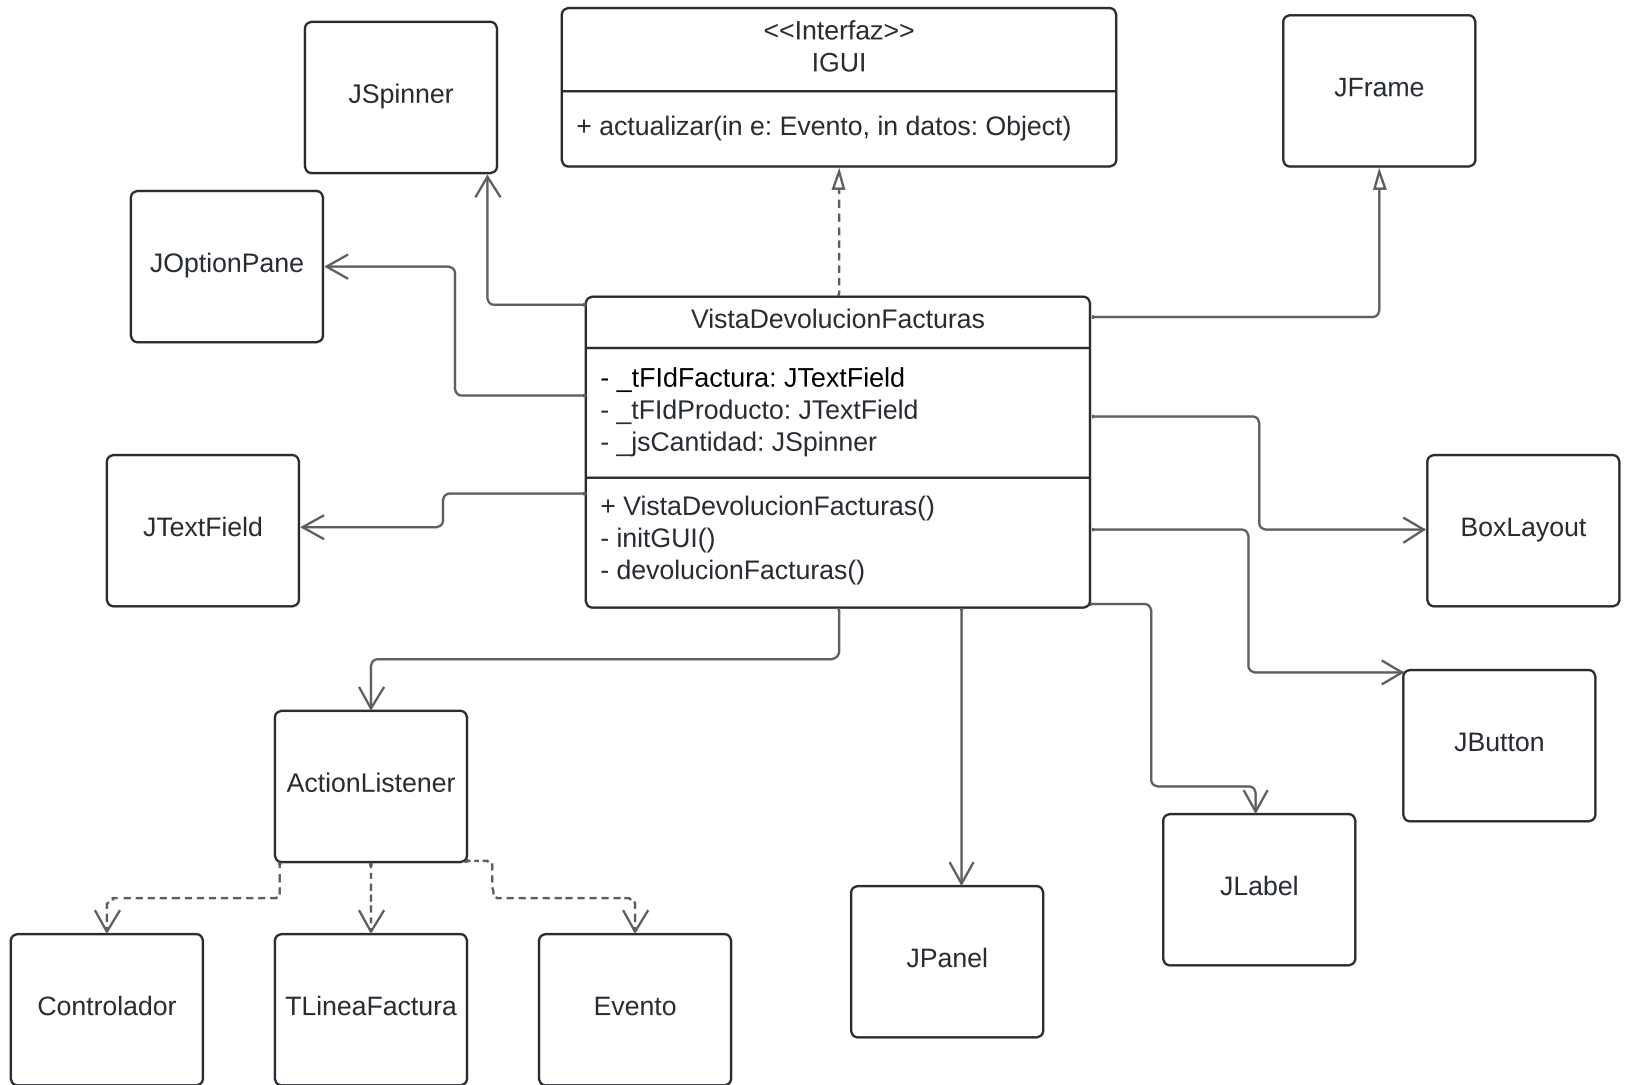 <<Interfaz>>
IGUI
+ actualizar(in e: Evento, in datos: Object)
JSpinner
JFrame
JOptionPane
VistaDevolucionFacturas
- _tFIdFactura: JTextField
- _tFIdProducto: JTextField
- _jsCantidad: JSpinner
+ VistaDevolucionFacturas()
- initGUI()
- devolucionFacturas()
JTextField
BoxLayout
JButton
ActionListener
JLabel
JPanel
Controlador
TLineaFactura
Evento